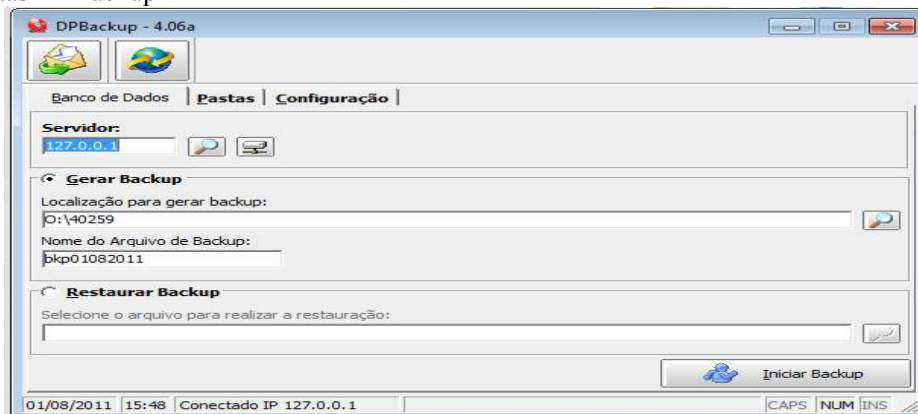 DPBackup - 4.06a
Banco de Dados Pastas Configuração
Servidor:
127.0.0.1
Gerar Backup
Localização para gerar backup:
O:\40259
Nome do Arquivo de Backup:
bkp01082011
Restaurar Backup
Selecione o arquivo para realizar a restauração:
Iniciar Backup
01/08/2011 15:48 Conectado IP 127.0.0.1 CAPS NUM INS